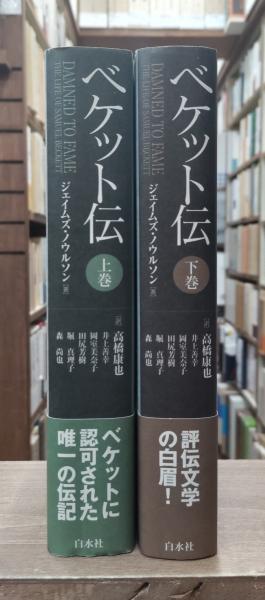 DAMNED TO FAME
THE LIFE OF SAMUEL BECKETT
ベケット伝
上巻
ジェイムズ・ノウルソン 著
訳
高橋康也
井上善幸
岡室美奈子
田尻芳樹
堀 真理子
森 尚也
ベケットに
認可された
唯一の伝記
白水社
DAMNED TO FAME
THE LIFE OF SAMUEL BECKETT
ベケット伝
下巻
ジェイムズ・ノウルソン 著
訳
高橋康也
井上善幸
岡室美奈子
田尻芳樹
堀 真理子
森 尚也
評伝文学
の白眉!
白水社